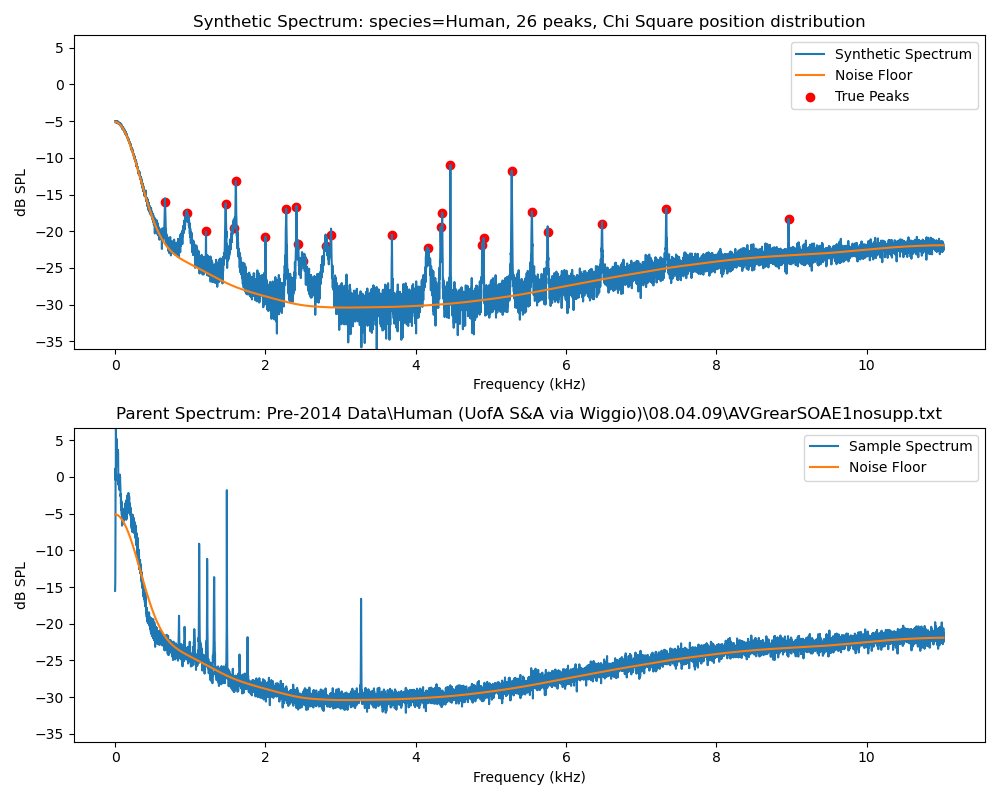 Synthetic Spectrum: species=Human, 26 peaks, Chi Square position distribution
5
0
−5
−10
−15
−20
−25
−30
−35
dB SPL
Synthetic Spectrum
Noise Floor
True Peaks
0 2 4 6 8 10
Frequency (kHz)
Parent Spectrum: Pre-2014 Data\Human (UofA S&A via Wiggio)\08.04.09\AVGrearSOAE1nosupp.txt
5
0
−5
−10
−15
−20
−25
−30
−35
dB SPL
Sample Spectrum
Noise Floor
0 2 4 6 8 10
Frequency (kHz)